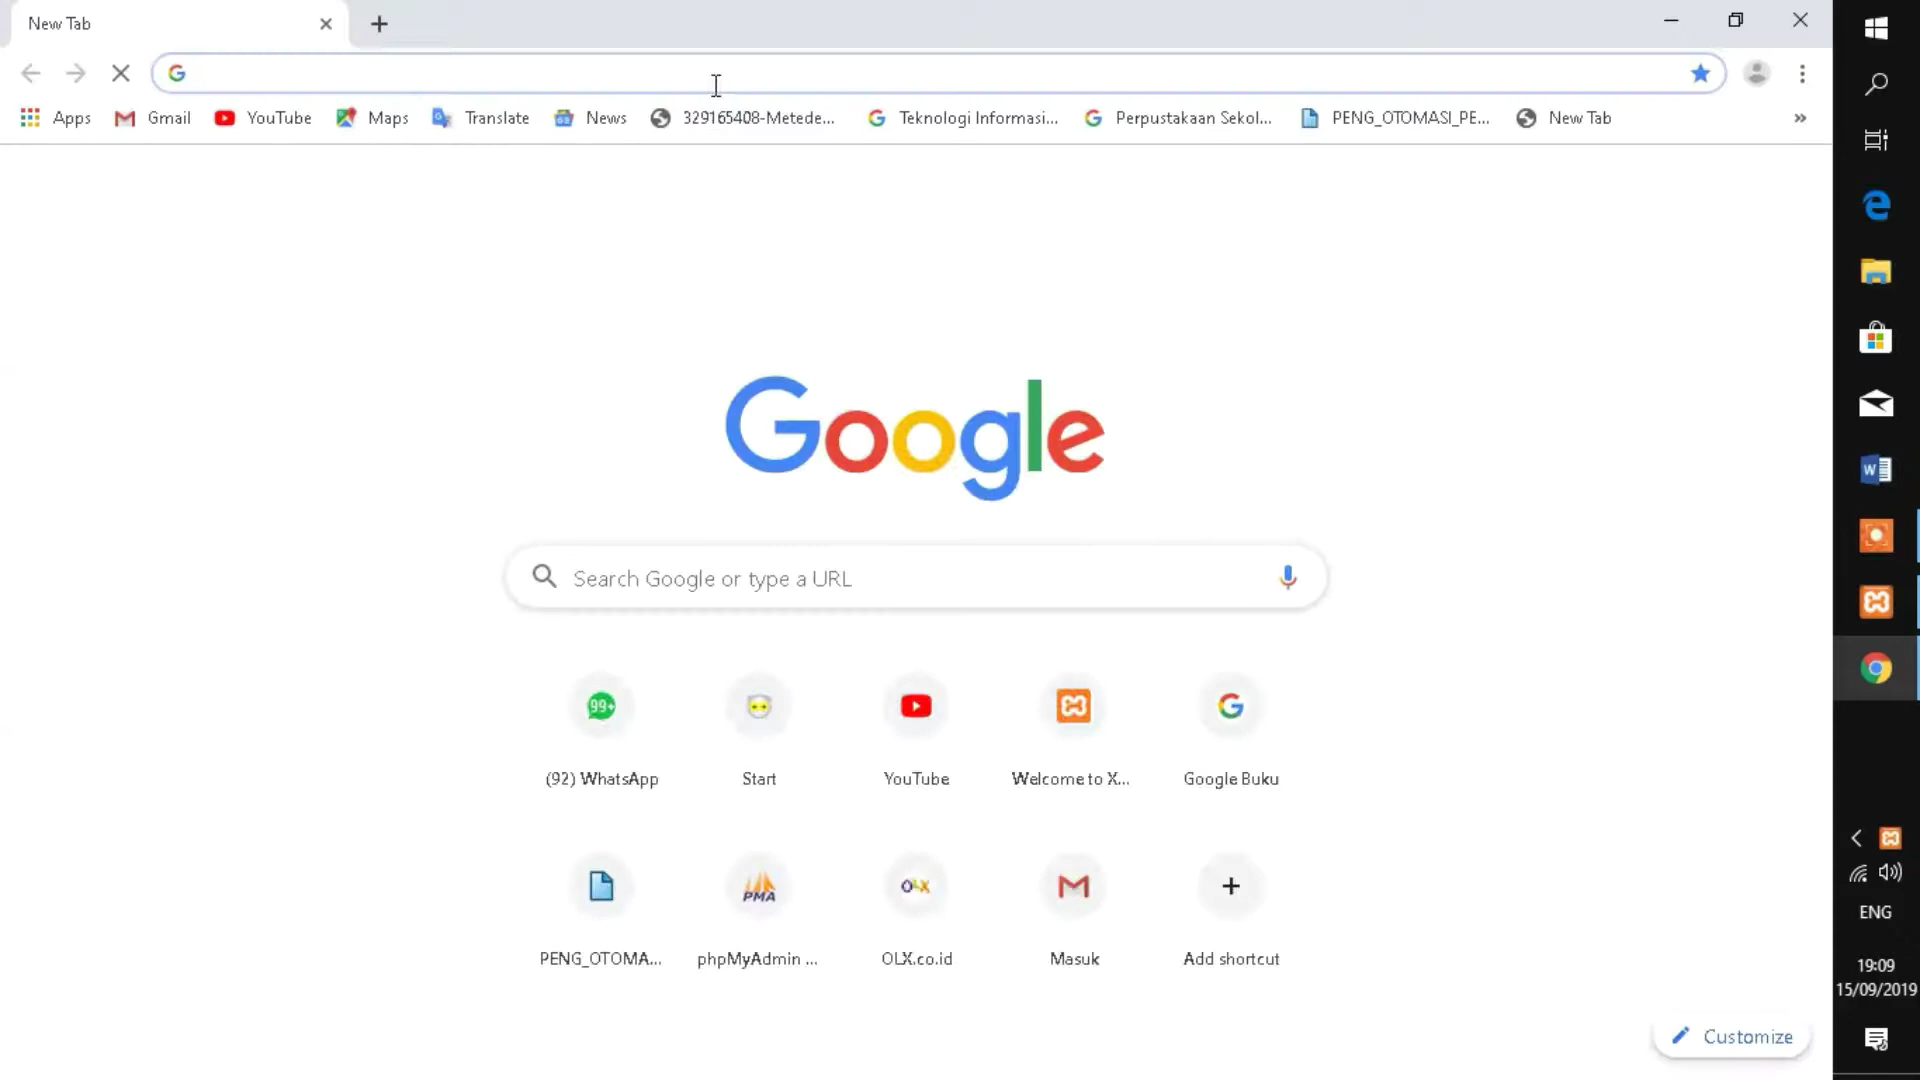 New Tab
Apps Gmail YouTube Maps Translate News 329165408-Metede... Teknologi Informasi... Perpustakaan Sekol... PENG_OTOMASI_PE... New Tab »
Google
Search Google or type a URL
99+
(92) WhatsApp Start YouTube Welcome to X... Google Buku
PMA OLX
PENG_OTOMA... phpMyAdmin ... OLX.co.id Masuk Add shortcut
Customize
ENG
19:09
15/09/2019